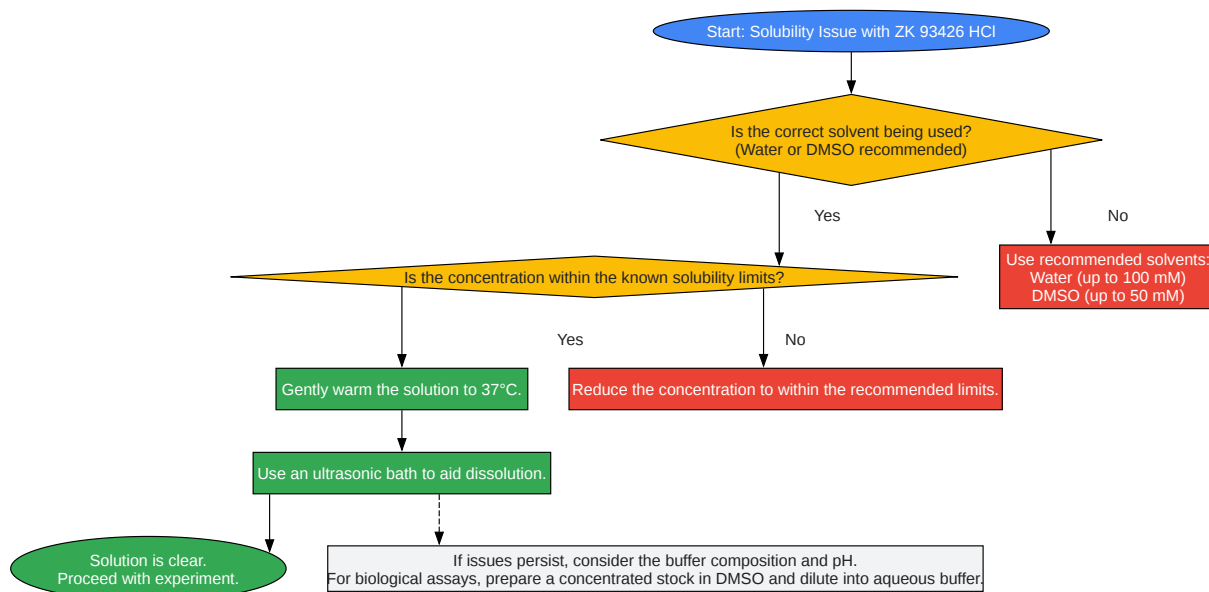 Start: Solubility Issue with ZK 93426 HCl
Is the correct solvent being used?
(Water or DMSO recommended)
Yes
No
Use recommended solvents:
Water (up to 100 mM)
DMSO (up to 50 mM)
Is the concentration within the known solubility limits?
Yes
No
Gently warm the solution to 37°C.
Reduce the concentration to within the recommended limits.
Use an ultrasonic bath to aid dissolution.
Solution is clear.
Proceed with experiment.
If issues persist, consider the buffer composition and pH.
For biological assays, prepare a concentrated stock in DMSO and dilute into aqueous buffer.